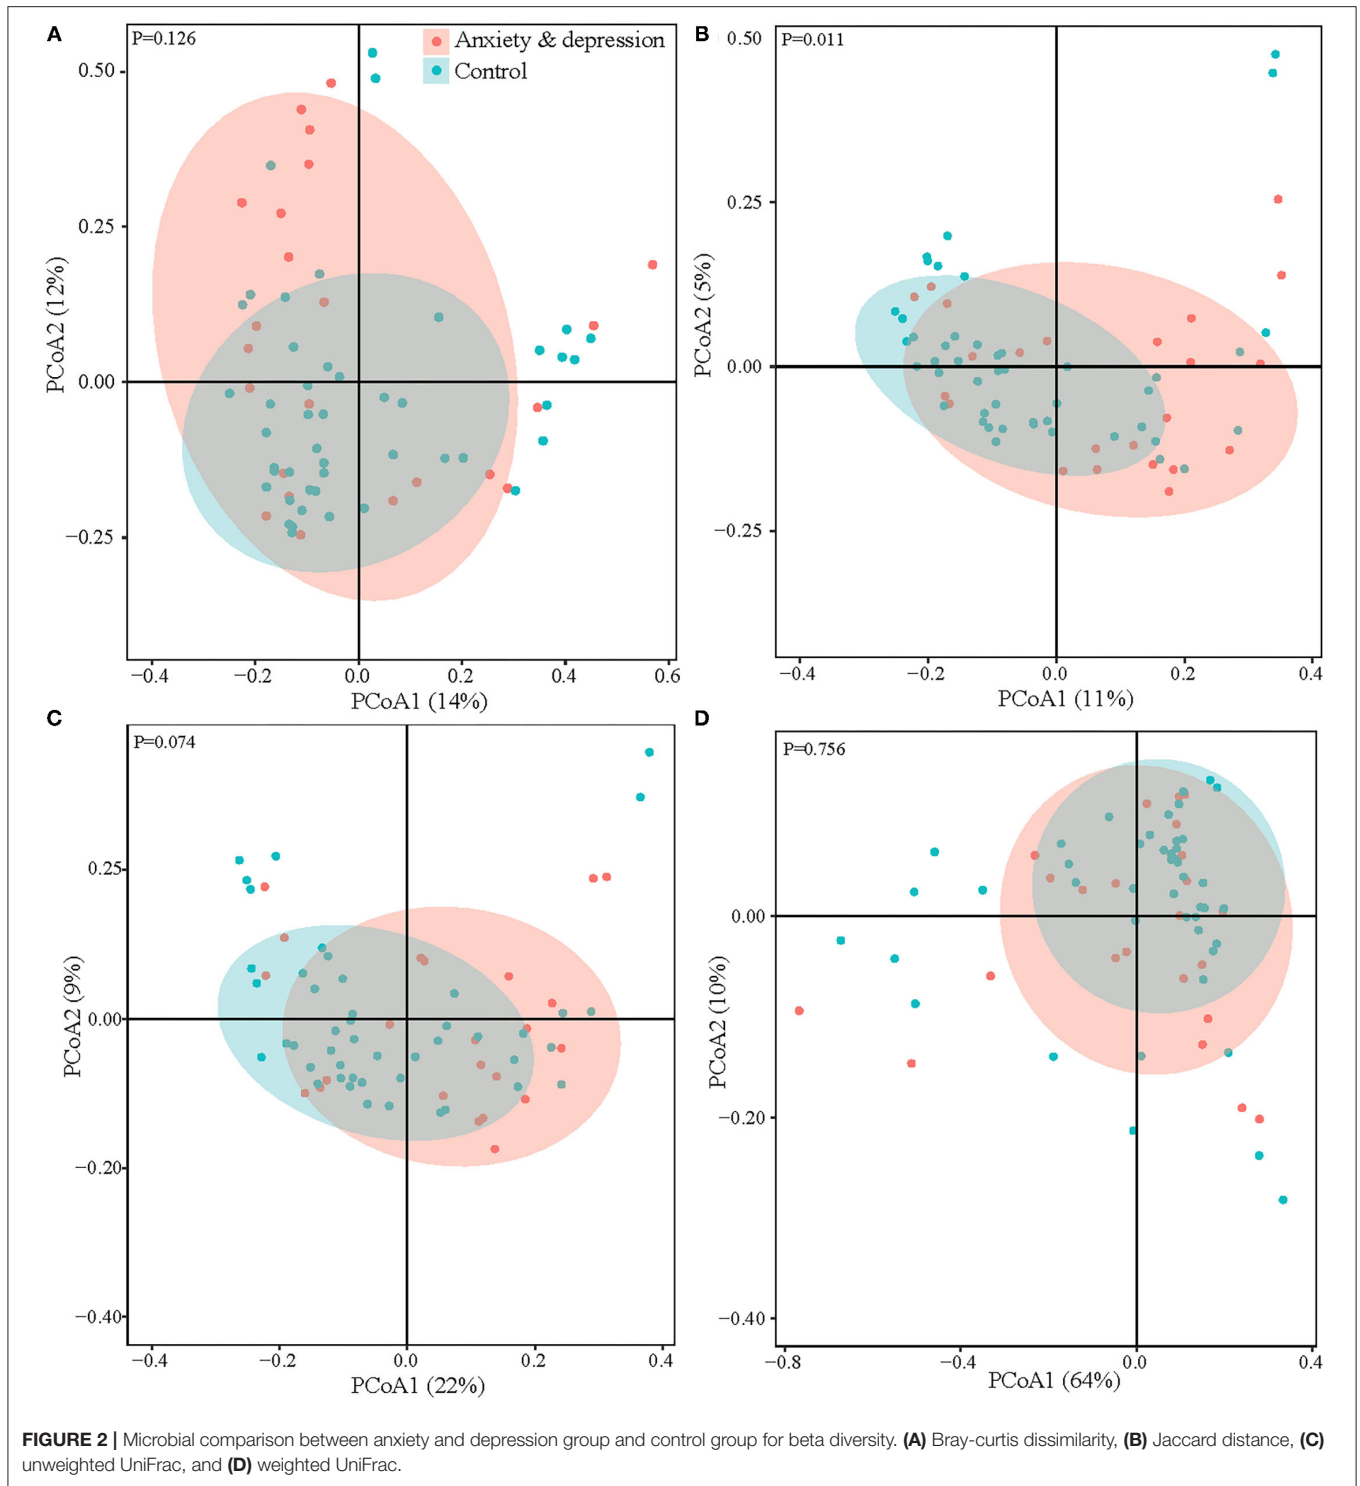 A
P=0.126
Anxiety & depression
Control
0.50
0.25
0.00
−0.25
PCoA2 (12%)
−0.4
−0.2
0.0
0.2
0.4
0.6
PCoA1 (14%)
B
P=0.011
0.50
0.25
0.00
−0.25
PCoA2 (5%)
−0.4
−0.2
0.0
0.2
0.4
PCoA1 (11%)
C
P=0.074
0.25
0.00
−0.20
−0.40
PCoA2 (9%)
−0.4
−0.2
0.0
0.2
0.4
PCoA1 (22%)
D
P=0.756
0.00
−0.20
−0.40
PCoA2 (10%)
−0.8
−0.4
0.0
0.4
PCoA1 (64%)
FIGURE 2 | Microbial comparison between anxiety and depression group and control group for beta diversity. (A) Bray-curtis dissimilarity, (B) Jaccard distance, (C)
unweighted UniFrac, and (D) weighted UniFrac.